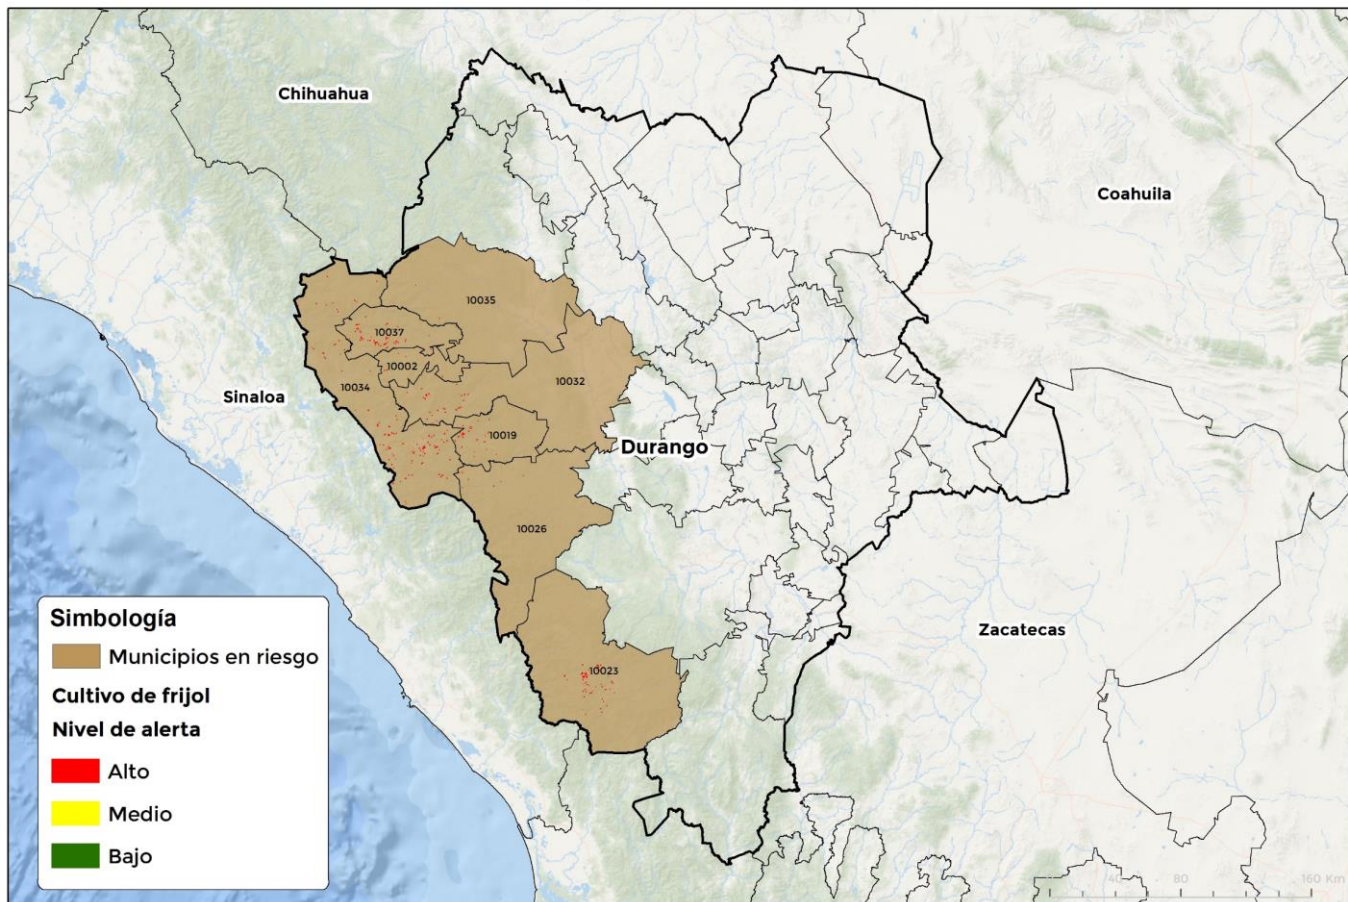 Chihuahua
Coahuila
10035
10037
10002
10034
10032
Sinaloa
10019
Durango
10026
Zacatecas
10023
Simbología
Municipios en riesgo
Cultivo de frijol
Nivel de alerta
Alto
Medio
Bajo
40 80 160 Km